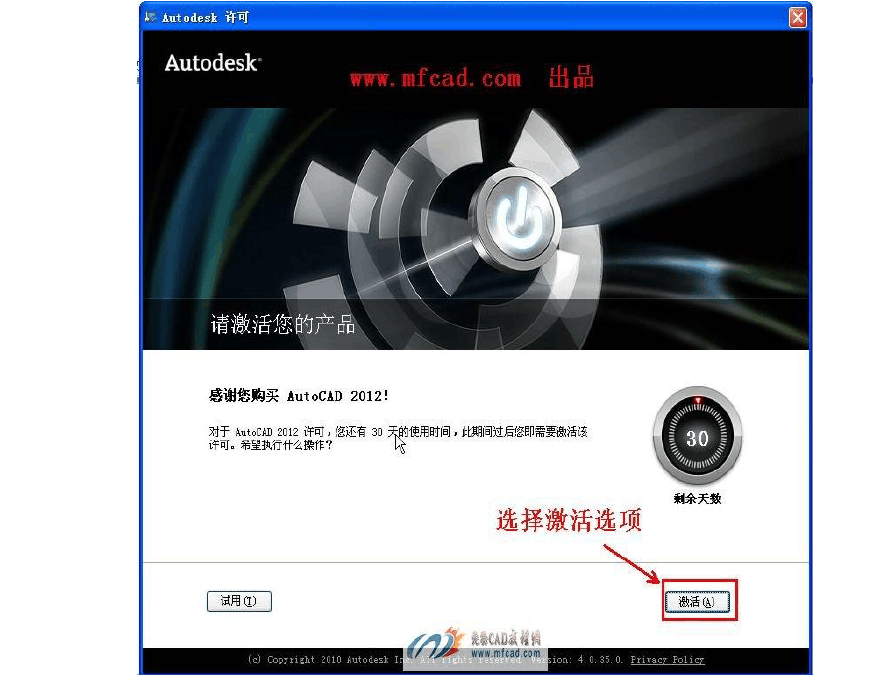 Autodesk 许可
Autodesk
www.mfcad.com 出品
请激活您的产品
感谢您购买 AutoCAD 2012!
对于 AutoCAD 2012 许可，您还有 30 天的使用时间，此期间过后您即需要激活该
许可。希望执行什么操作?
30
剩余天数
选择激活选项
试用(T)
激活(A)
CAD教程网
www.mfcad.com
(c) Copyright 2010 Autodesk Inc. All rights reserved. Version: 4.0.35.0. Privacy Policy